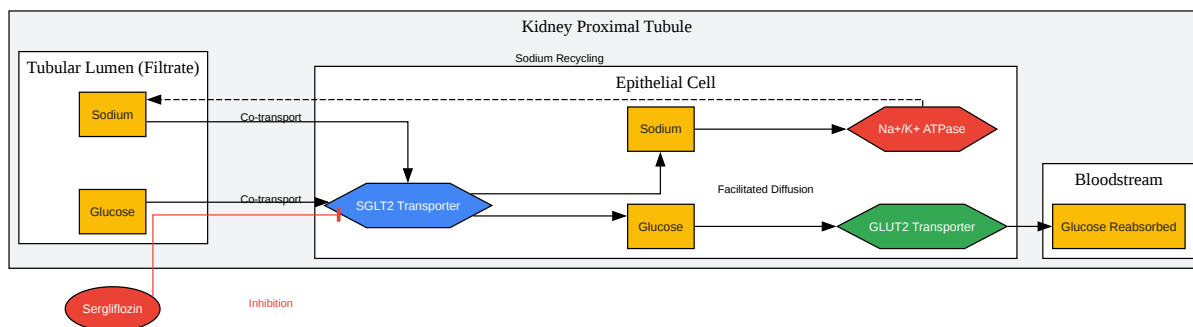 Kidney Proximal Tubule
Sodium Recycling
Tubular Lumen (Filtrate)
Epithelial Cell
Sodium
Co-transport
Sodium
Na+/K+ ATPase
Bloodstream
Glucose
Co-transport
SGLT2 Transporter
Facilitated Diffusion
Glucose
GLUT2 Transporter
Glucose Reabsorbed
Sergliflozin
Inhibition